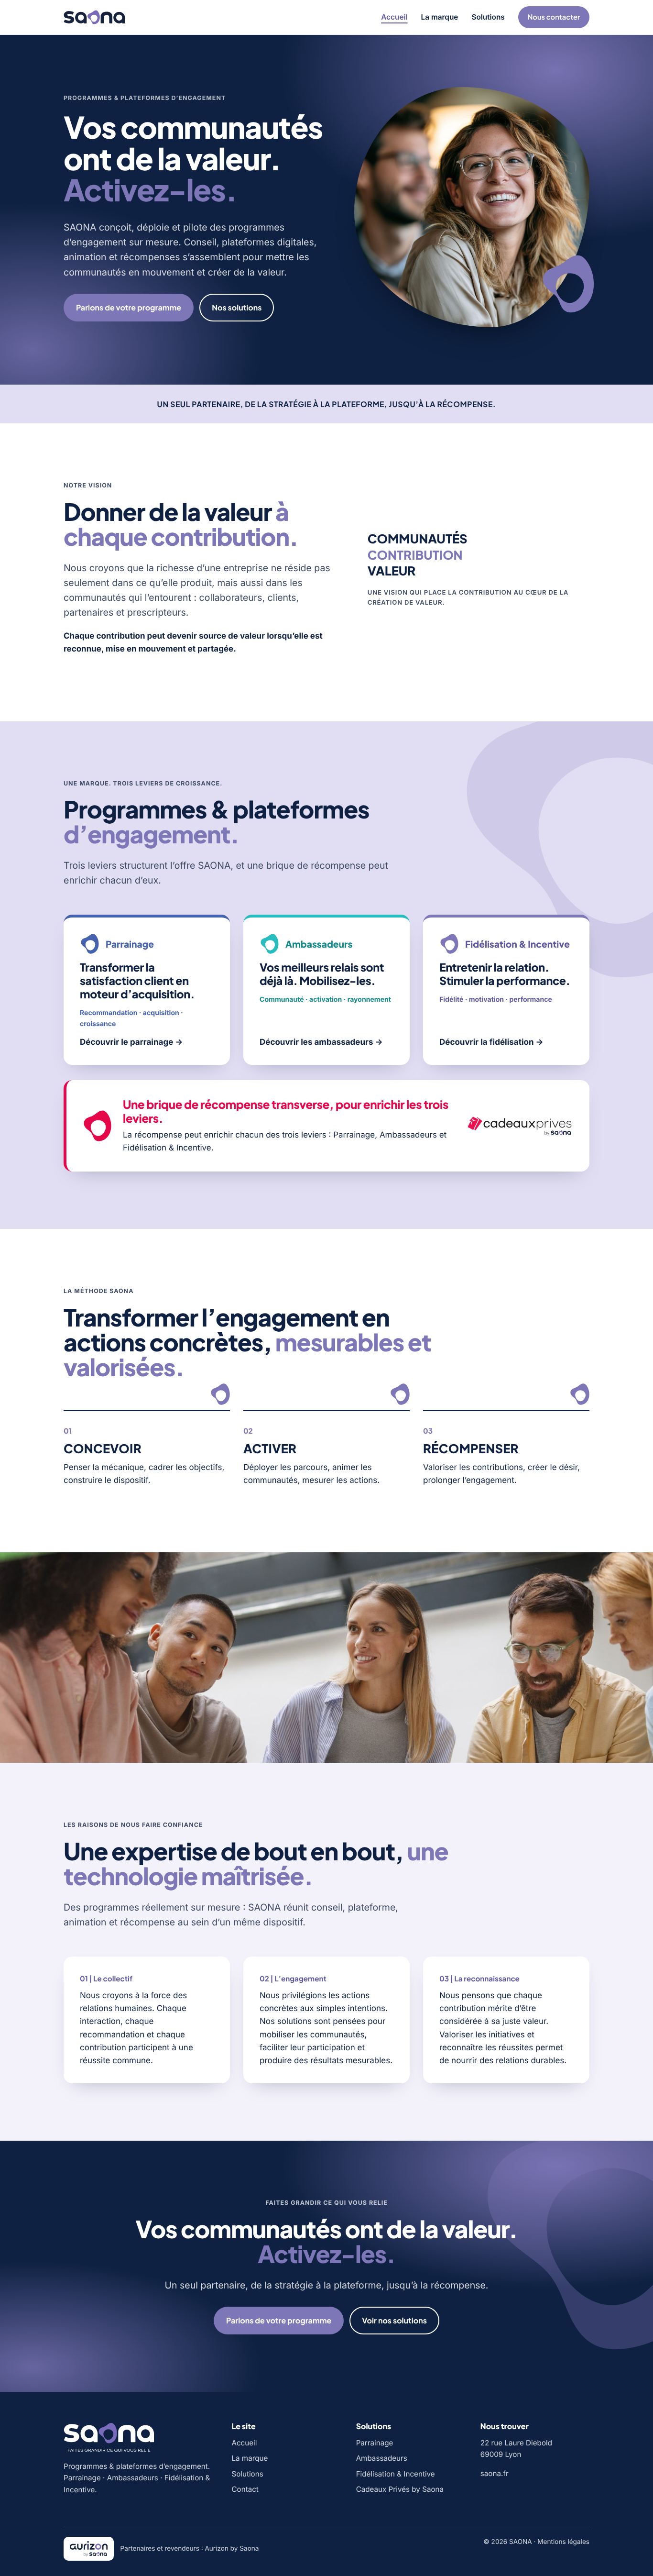 saona
Accueil
La marque
Solutions
Nous contacter
PROGRAMMES & PLATEFORMES D'ENGAGEMENT
Vos communautés
ont de la valeur.
Activez-les.
SAONA conçoit, déploie et pilote des programmes
d'engagement sur mesure. Conseil, plateformes digitales,
animation et récompenses s'assemblent pour mettre les
communautés en mouvement et créer de la valeur.
Parlons de votre programme
Nos solutions
UN SEUL PARTENAIRE, DE LA STRATÉGIE À LA PLATEFORME, JUSQU'À LA RÉCOMPENSE.
NOTRE VISION
Donner de la valeur à
chaque contribution.
Nous croyons que la richesse d'une entreprise ne réside pas
seulement dans ce qu'elle produit, mais aussi dans les
communautés qui l'entourent : collaborateurs, clients,
partenaires et prescripteurs.
Chaque contribution peut devenir source de valeur lorsqu'elle est
reconnue, mise en mouvement et partagée.
COMMUNAUTÉS
CONTRIBUTION
VALEUR
UNE VISION QUI PLACE LA CONTRIBUTION AU CŒUR DE LA
CRÉATION DE VALEUR.
UNE MARQUE. TROIS LEVIERS DE CROISSANCE.
Programmes & plateformes
d'engagement.
Trois leviers structurent l'offre SAONA, et une brique de récompense peut
enrichir chacun d'eux.
Parrainage
Transformer la
satisfaction client en
moteur d'acquisition.
Recommandation · acquisition ·
croissance
Découvrir le parrainage →
Ambassadeurs
Vos meilleurs relais sont
déjà là. Mobilisez-les.
Communauté · activation · rayonnement
Découvrir les ambassadeurs →
Fidélisation & Incentive
Entretenir la relation.
Stimuler la performance.
Fidélité · motivation · performance
Découvrir la fidélisation →
Une brique de récompense transverse, pour enrichir les trois
leviers.
La récompense peut enrichir chacun des trois leviers : Parrainage, Ambassadeurs et
Fidélisation & Incentive.
cadeauxprives
by saona
LA MÉTHODE SAONA
Transformer l'engagement en
actions concrètes, mesurables et
valorisées.
01
CONCEVOIR
Penser la mécanique, cadrer les objectifs,
construire le dispositif.
02
ACTIVER
Déployer les parcours, animer les
communautés, mesurer les actions.
03
RÉCOMPENSER
Valoriser les contributions, créer le désir,
prolonger l'engagement.
LES RAISONS DE NOUS FAIRE CONFIANCE
Une expertise de bout en bout, une
technologie maîtrisée.
Des programmes réellement sur mesure : SAONA réunit conseil, plateforme,
animation et récompense au sein d'un même dispositif.
01 | Le collectif
Nous croyons à la force des
relations humaines. Chaque
interaction, chaque
recommandation et chaque
contribution participent à une
réussite commune.
02 | L'engagement
Nous privilégions les actions
concrètes aux simples intentions.
Nos solutions sont pensées pour
mobiliser les communautés,
faciliter leur participation et
produire des résultats mesurables.
03 | La reconnaissance
Nous pensons que chaque
contribution mérite d'être
considérée à sa juste valeur.
Valoriser les initiatives et
reconnaître les réussites permet
de nourrir des relations durables.
FAITES GRANDIR CE QUI VOUS RELIE
Vos communautés ont de la valeur.
Activez-les.
Un seul partenaire, de la stratégie à la plateforme, jusqu'à la récompense.
Parlons de votre programme
Voir nos solutions
saona
FAITES GRANDIR CE QUI VOUS RELIE
Programmes & plateformes d'engagement.
Parrainage · Ambassadeurs · Fidélisation &
Incentive.
Le site
Accueil
La marque
Solutions
Contact
Solutions
Parrainage
Ambassadeurs
Fidélisation & Incentive
Cadeaux Privés by Saona
Nous trouver
22 rue Laure Diebold
69009 Lyon
saona.fr
aurizon
by saona
Partenaires et revendeurs : Aurizon by Saona
© 2026 SAONA · Mentions légales